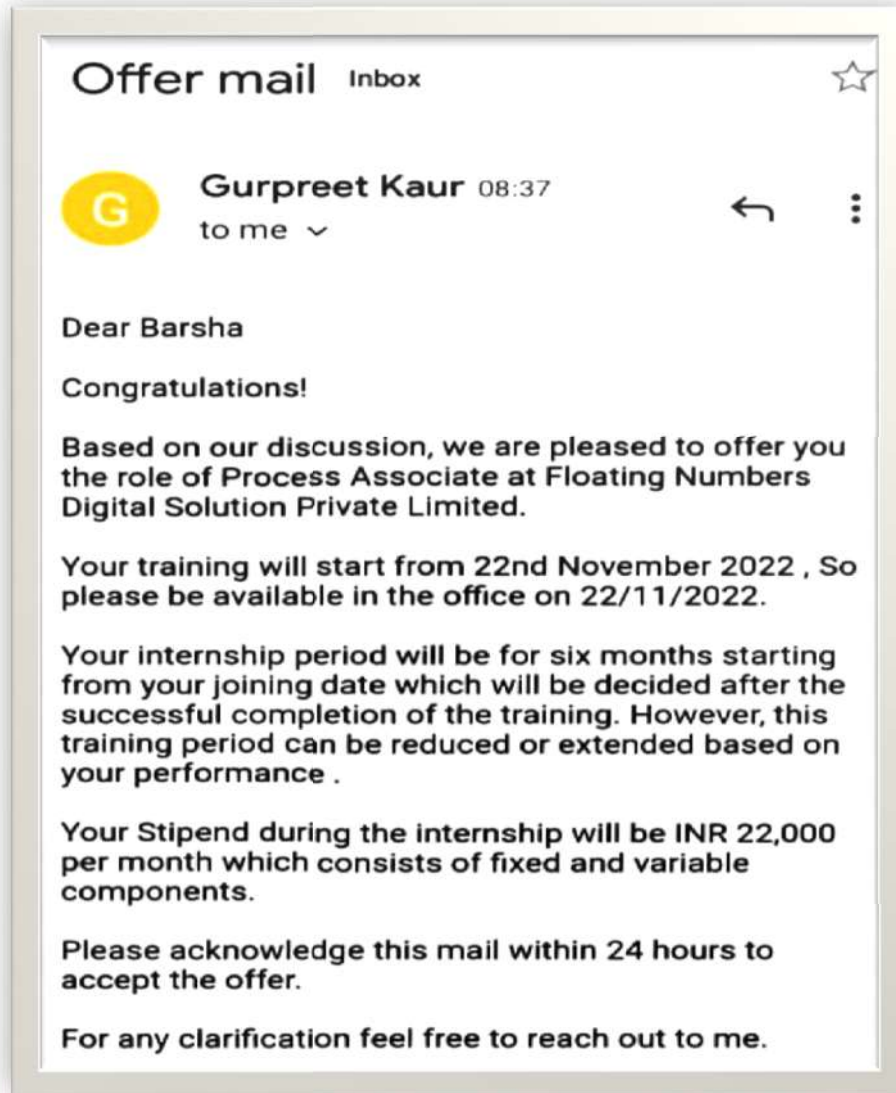 Offer mail Inbox
G
Gurpreet Kaur 08:37
to me
Dear Barsha
Congratulations!
Based on our discussion, we are pleased to offer you
the role of Process Associate at Floating Numbers
Digital Solution Private Limited.
Your training will start from 22nd November 2022 , So
please be available in the office on 22/11/2022.
Your internship period will be for six months starting
from your joining date which will be decided after the
successful completion of the training. However, this
training period can be reduced or extended based on
your performance .
Your Stipend during the internship will be INR 22,000
per month which consists of fixed and variable
components.
Please acknowledge this mail within 24 hours to
accept the offer.
For any clarification feel free to reach out to me.